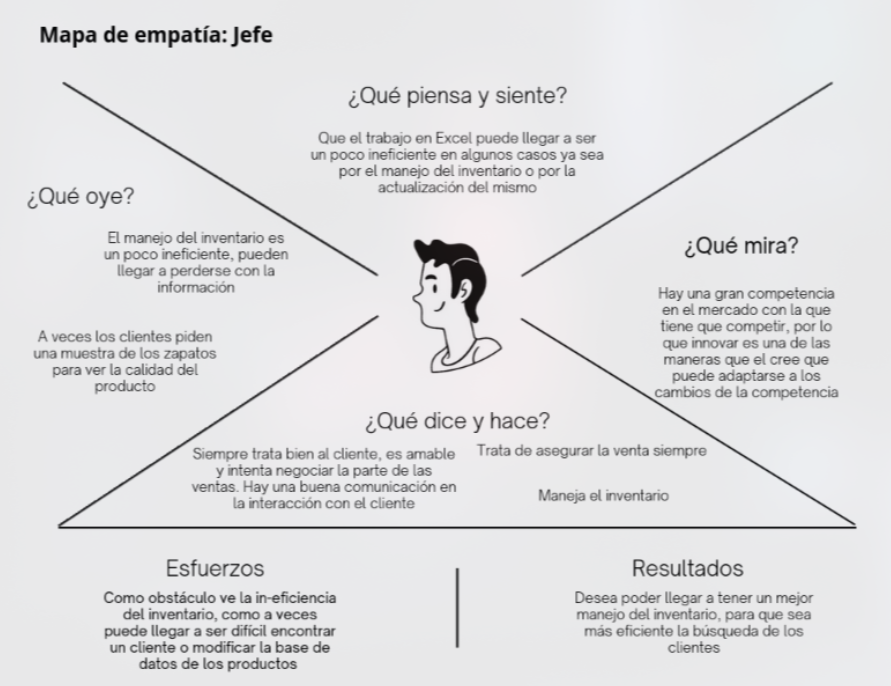 Mapa de empatía: Jefe
¿Qué piensa y siente?
Que el trabajo en Excel puede llegar a ser
un poco ineficiente en algunos casos ya sea
por el manejo del inventario o por la
actualización del mismo
¿Qué oye?
El manejo del inventario es
un poco ineficiente, pueden
llegar a perderse con la
información
A veces los clientes piden
una muestra de los zapatos
para ver la calidad del
producto
¿Qué mira?
Hay una gran competencia
en el mercado con la que
tiene que competir, por lo
que innovar es una de las
maneras que el cree que
puede adaptarse a los
cambios de la competencia
¿Qué dice y hace?
Siempre trata bien al cliente, es amable
y intenta negociar la parte de las
ventas. Hay una buena comunicación en
la interacción con el cliente
Trata de asegurar la venta siempre
Maneja el inventario
Esfuerzos
Como obstáculo ve la in-eficiencia
del inventario, como a veces
puede llegar a ser difícil encontrar
un cliente o modificar la base de
datos de los productos
Resultados
Desea poder llegar a tener un mejor
manejo del inventario, para que sea
más eficiente la búsqueda de los
clientes